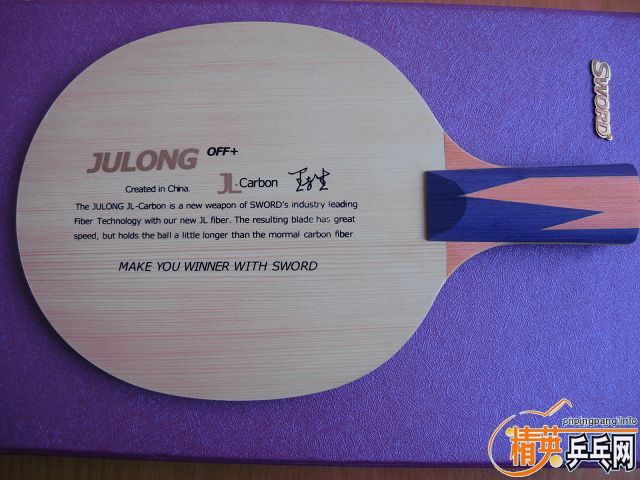 JULONG OFF+
Created in China. JL-Carbon
The JULONG JL-Carbon is a new weapon of SWORD's industry leading
Fiber Technology with our new JL fiber. The resulting blade has great
speed, but holds the ball a little longer than the mormal carbon fiber
MAKE YOU WINNER WITH SWORD
SWORD
phpingpang.info
精英乒乓网